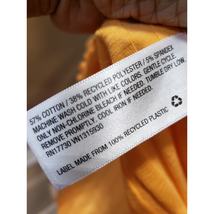 57% COTTON / 38% RECYCLED POLYESTER / 5% SPANDEX
MACHINE WASH COLD WITH LIKE COLORS. GENTLE CYCLE
ONLY NON-CHLORINE BLEACH IF NEEDED. TUMBLE DRY LOW.
REMOVE PROMPTLY. COOL IRON IF NEEDED.
RN17730 VN1115930
LABEL MADE FROM 100% RECYCLED PLASTIC